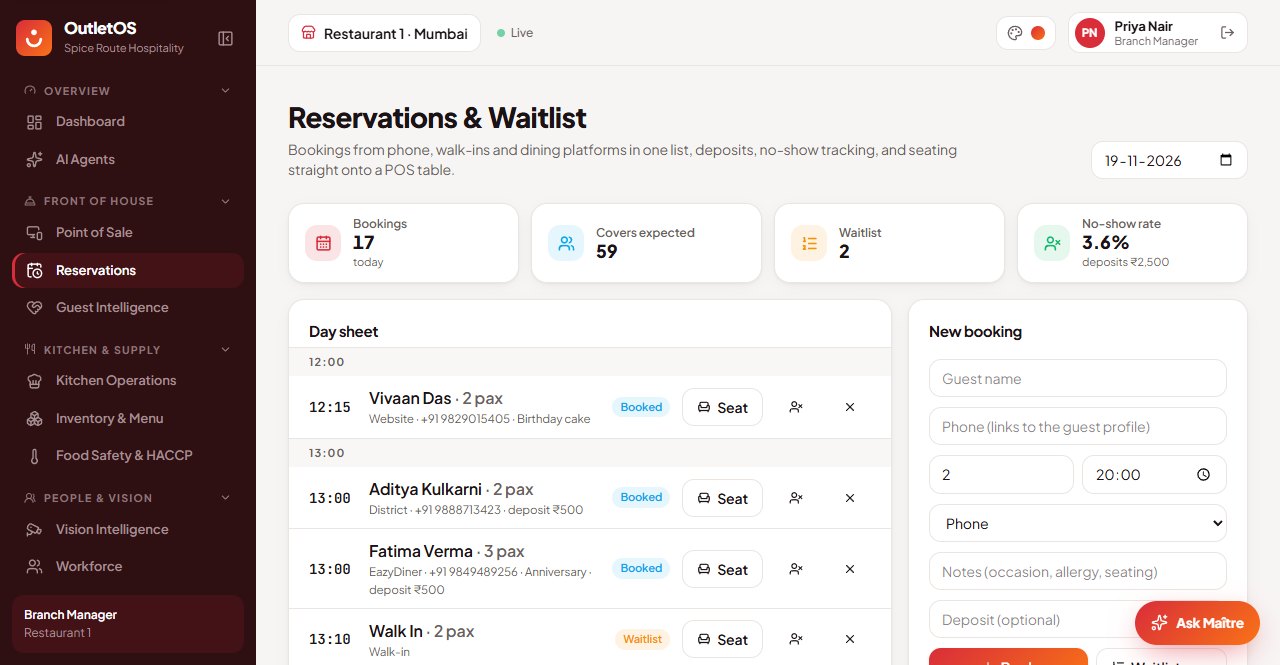 OutletOS
Spice Route Hospitality
OVERVIEW
Dashboard
AI Agents
FRONT OF HOUSE
Point of Sale
Reservations
Guest Intelligence
KITCHEN & SUPPLY
Kitchen Operations
Inventory & Menu
Food Safety & HACCP
PEOPLE & VISION
Vision Intelligence
Workforce
Branch Manager
Restaurant 1
Restaurant 1 · Mumbai
Live
PN
Priya Nair
Branch Manager
Reservations & Waitlist
Bookings from phone, walk-ins and dining platforms in one list, deposits, no-show tracking, and seating
straight onto a POS table.
19-11-2026
Bookings
17
today
Covers expected
59
Waitlist
2
No-show rate
3.6%
deposits ₹2,500
Day sheet
12:00
12:15
Vivaan Das · 2 pax
Website · +91 9829015405 · Birthday cake
Booked
Seat
13:00
13:00
Aditya Kulkarni · 2 pax
District · +91 9888713423 · deposit ₹500
Booked
Seat
13:00
Fatima Verma · 3 pax
EazyDiner · +91 9849489256 · Anniversary ·
deposit ₹500
Booked
Seat
13:10
Walk In · 2 pax
Walk-in
Waitlist
Seat
New booking
Guest name
Phone (links to the guest profile)
2
20:00
Phone
Notes (occasion, allergy, seating)
Deposit (optional)
Ask Maître